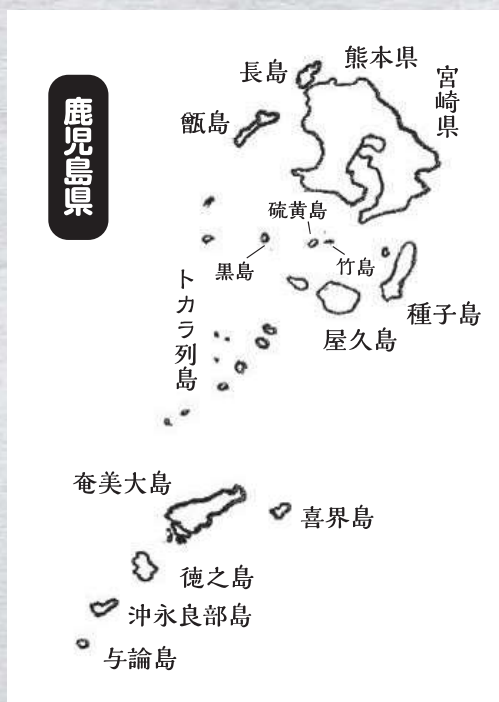 鹿児島県
熊本県
長島
宮崎県
甑島
硫黄島
黒島
竹島
種子島
屋久島
トカラ列島
奄美大島
喜界島
徳之島
沖永良部島
与論島